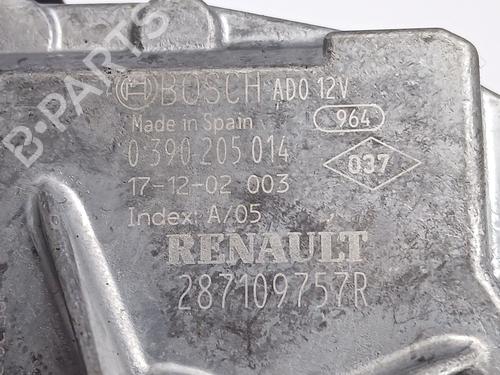 BOSCH ADO 12V
Made in Spain 964
0 390 205 014
037
17-12-02 003
Index: A/05
RENAULT
287109757R
B-PARTS